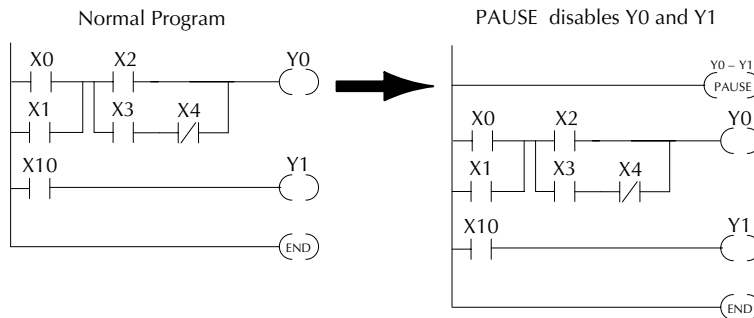 Normal Program
X0
X2
Y0
X1
X3
X4
X10
Y1
END
PAUSE disables Y0 and Y1
Y0 – Y1
PAUSE
X0
X2
Y0
X1
X3
X4
X10
Y1
END